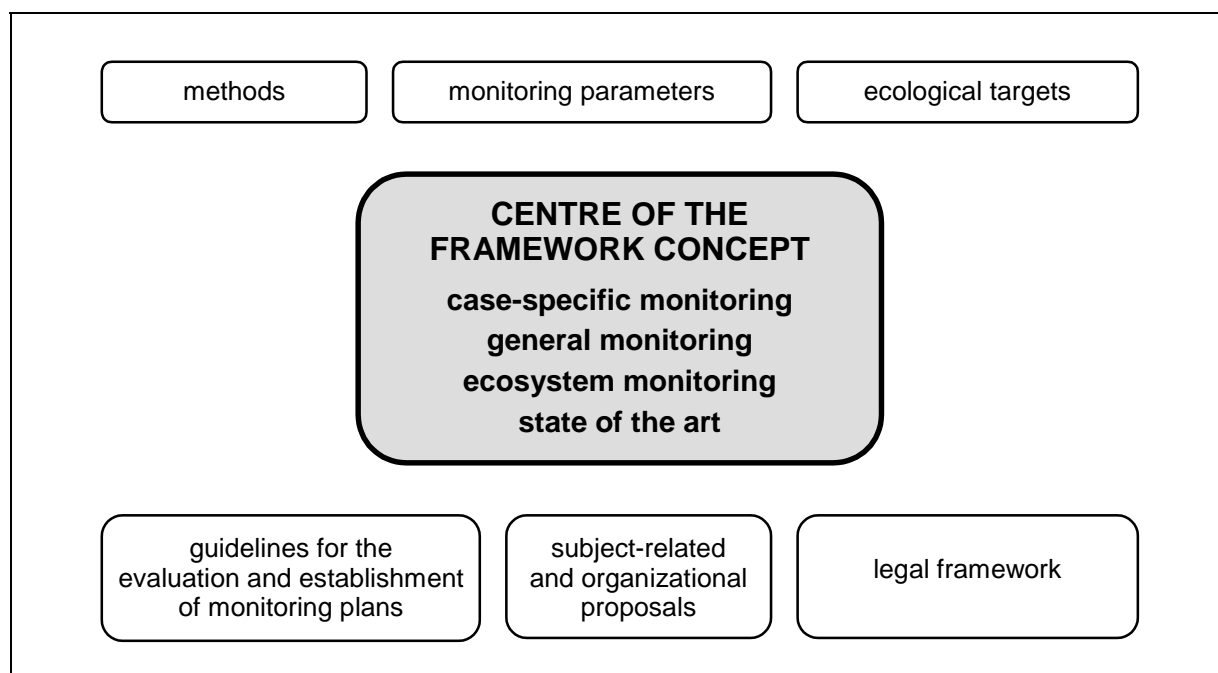 methods
monitoring parameters
ecological targets
CENTRE OF THE
FRAMEWORK CONCEPT
case-specific monitoring
general monitoring
ecosystem monitoring
state of the art
guidelines for the
evaluation and establishment
of monitoring plans
subject-related
and organizational
proposals
legal framework